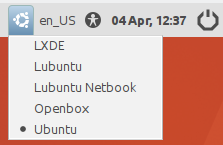 en_US 04 Apr, 12:37
LXDE
Lubuntu
Lubuntu Netbook
Openbox
Ubuntu